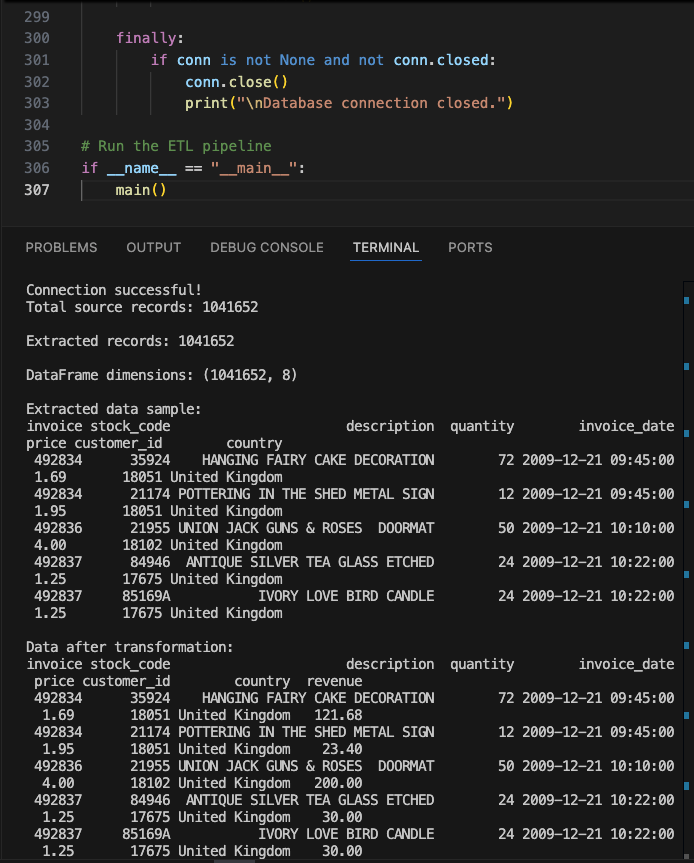 299
300 finally:
301 if conn is not None and not conn.closed:
302 conn.close()
303 print("\nDatabase connection closed.")
304
305 # Run the ETL pipeline
306 if __name__ == "__main__":
307 main()
PROBLEMS OUTPUT DEBUG CONSOLE TERMINAL PORTS
Connection successful!
Total source records: 1041652
Extracted records: 1041652
DataFrame dimensions: (1041652, 8)
Extracted data sample:
invoice stock_code description quantity invoice_date
price customer_id country
492834 35924 HANGING FAIRY CAKE DECORATION 72 2009-12-21 09:45:00
1.69 18051 United Kingdom
492834 21174 POTTERING IN THE SHED METAL SIGN 12 2009-12-21 09:45:00
1.95 18051 United Kingdom
492836 21955 UNION JACK GUNS & ROSES  DOORMAT 50 2009-12-21 10:10:00
4.00 18102 United Kingdom
492837 84946 ANTIQUE SILVER TEA GLASS ETCHED 24 2009-12-21 10:22:00
1.25 17675 United Kingdom
492837 85169A IVORY LOVE BIRD CANDLE 24 2009-12-21 10:22:00
1.25 17675 United Kingdom
Data after transformation:
invoice stock_code description quantity invoice_date
price customer_id country revenue
492834 35924 HANGING FAIRY CAKE DECORATION 72 2009-12-21 09:45:00
1.69 18051 United Kingdom 121.68
492834 21174 POTTERING IN THE SHED METAL SIGN 12 2009-12-21 09:45:00
1.95 18051 United Kingdom 23.40
492836 21955 UNION JACK GUNS & ROSES  DOORMAT 50 2009-12-21 10:10:00
4.00 18102 United Kingdom 200.00
492837 84946 ANTIQUE SILVER TEA GLASS ETCHED 24 2009-12-21 10:22:00
1.25 17675 United Kingdom 30.00
492837 85169A IVORY LOVE BIRD CANDLE 24 2009-12-21 10:22:00
1.25 17675 United Kingdom 30.00